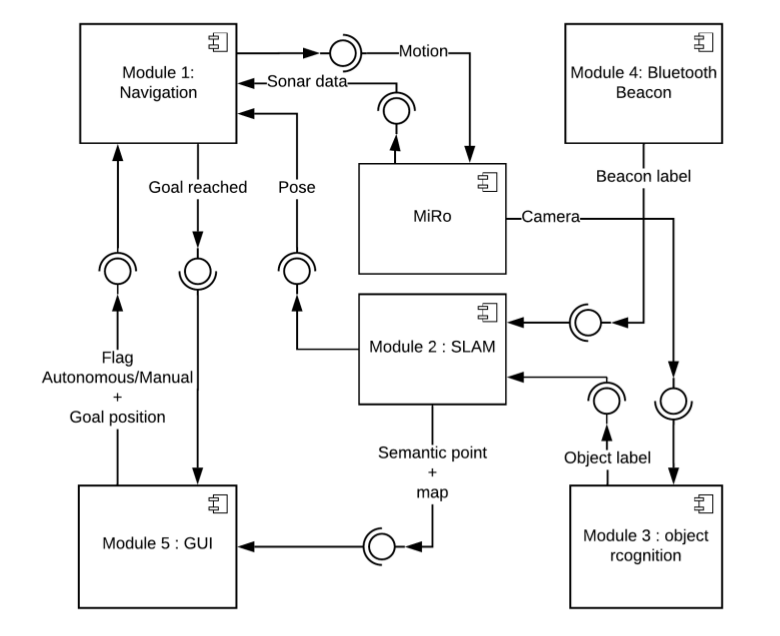 Module 1:
Navigation
Motion
Sonar data
Module 4: Bluetooth
Beacon
Beacon label
Goal reached
Pose
MiRo
Camera
Module 2 : SLAM
Flag
Autonomous/Manual
+
Goal position
Semantic point
+
map
Object label
Module 5 : GUI
Module 3 : object
rcognition